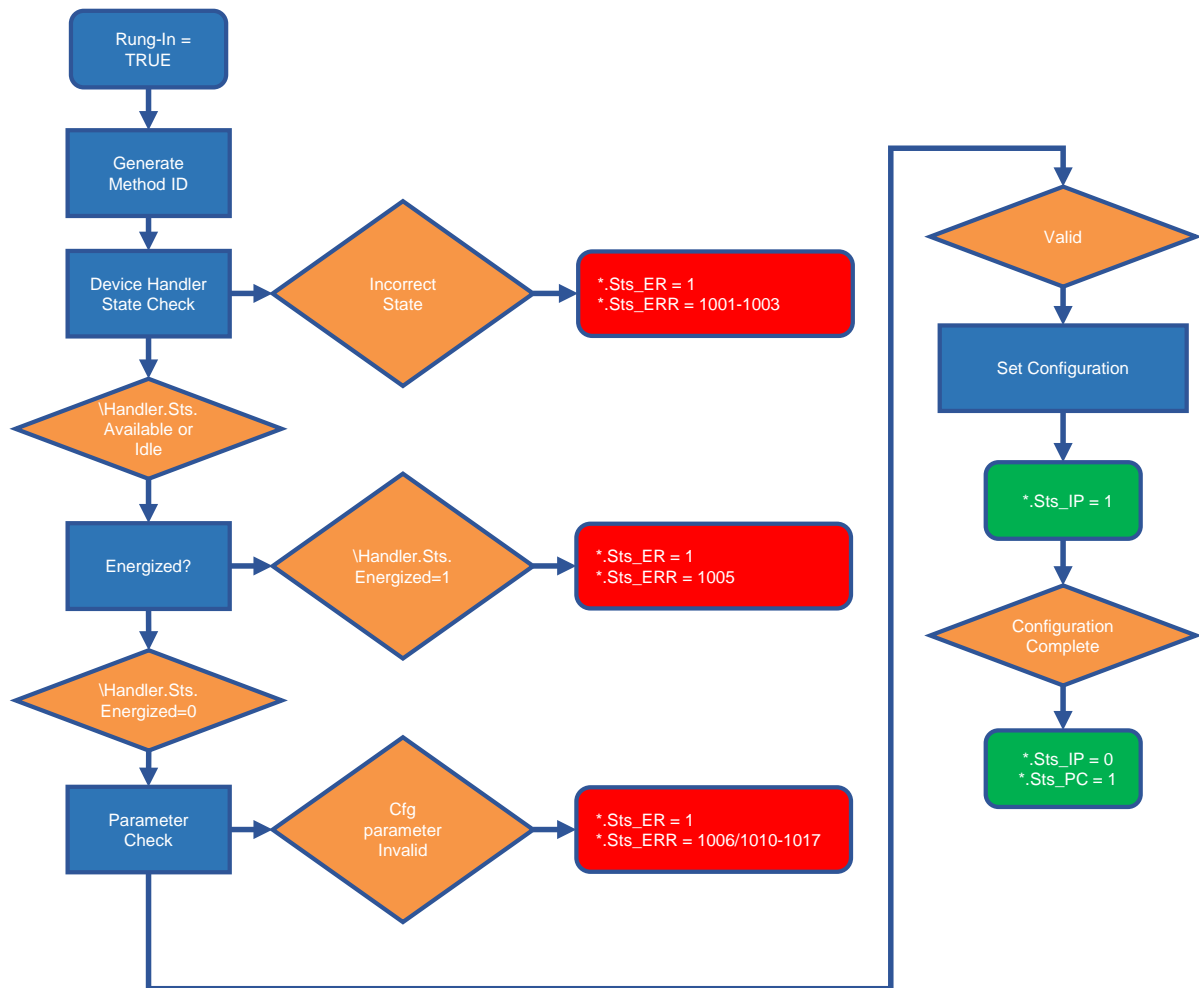 Rung-In =
TRUE
Generate
Method ID
Device Handler
State Check
Incorrect
State
*.Sts_ER = 1
*.Sts_ERR = 1001-1003
\Handler.Sts.
Available or
Idle
Energized?
\Handler.Sts.
Energized=1
*.Sts_ER = 1
*.Sts_ERR = 1005
\Handler.Sts.
Energized=0
Parameter
Check
Cfg
parameter
Invalid
*.Sts_ER = 1
*.Sts_ERR = 1006/1010-1017
Valid
Set Configuration
*.Sts_IP = 1
Configuration
Complete
*.Sts_IP = 0
*.Sts_PC = 1